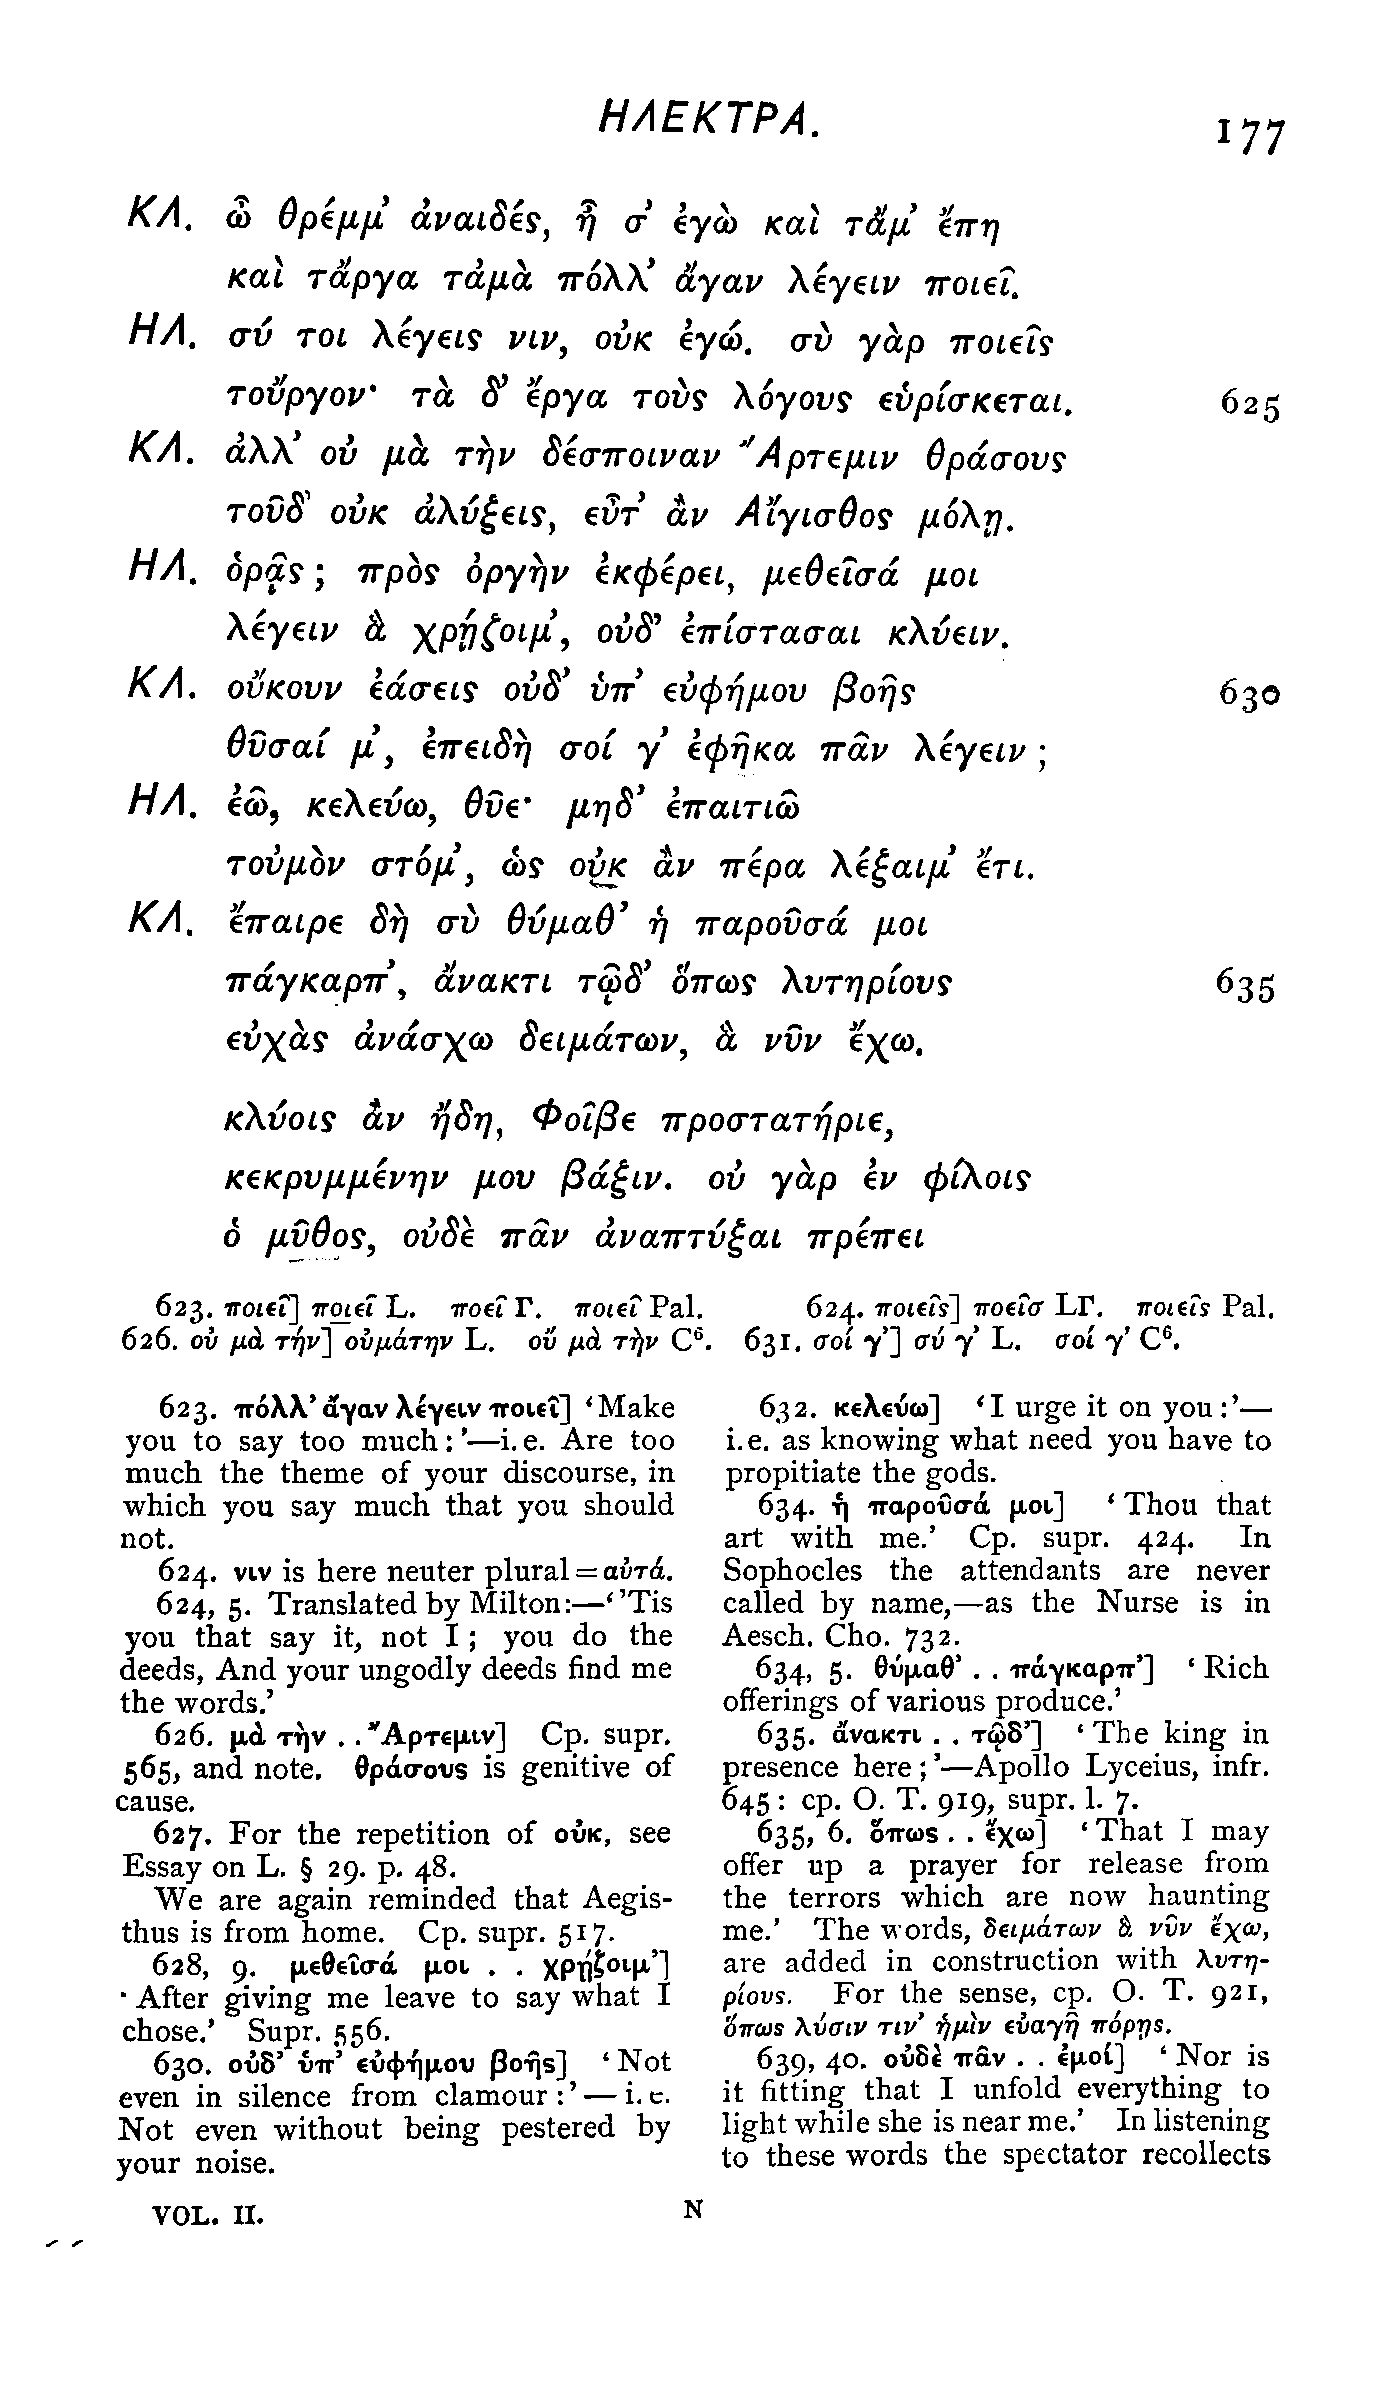 ΗΛΕΚΤΡΑ.
177
ΚΛ. ὦ θρέμμ’ ἀναιδές, ἦ σ’ ἐγὼ καὶ τἄμ’ ἔπη
καὶ τἄργα τἀμὰ πόλλ’ ἄγαν λέγειν ποιεῖ.
ΗΛ. σύ τοι λέγεις νιν, οὐκ ἐγώ. σὺ γὰρ ποιεῖς
τοὔργον· τὰ δ’ ἔργα τοὺς λόγους εὑρίσκεται. 625
ΚΛ. ἀλλ’ οὐ μὰ τὴν δέσποιναν Ἄρτεμιν θράσους
τοῦδ’ οὐκ ἀλύξεις, εὖτ’ ἂν Αἴγισθος μόλῃ.
ΗΛ. ὁρᾷς; πρὸς ὀργὴν ἐκφέρει, μεθεῖσά μοι
λέγειν ἃ χρῄζοιμ’, οὐδ’ ἐπίστασαι κλύειν.
ΚΛ. οὔκουν ἐάσεις οὐδ’ ὑπ’ εὐφήμου βοῆς 630
θῦσαί μ’, ἐπειδὴ σοί γ’ ἐφῆκα πᾶν λέγειν;
ΗΛ. ἐῶ, κελεύω, θῦε· μηδ’ ἐπαιτιῶ
τοὐμὸν στόμ’, ὡς οὐκ ἂν πέρα λέξαιμ’ ἔτι.
ΚΛ. ἔπαιρε δὴ σὺ θύμαθ’ ἡ παροῦσά μοι
πάγκαρπ’, ἄνακτι τῷδ’ ὅπως λυτηρίους 635
εὐχὰς ἀνάσχω δειμάτων, ἃ νῦν ἔχω.
κλύοις ἂν ἤδη, Φοῖβε προστατήριε,
κεκρυμμένην μου βάξιν. οὐ γὰρ ἐν φίλοις
ὁ μῦθος, οὐδὲ πᾶν ἀναπτύξαι πρέπει
623. ποιεῖ] ποιεῖ L. ποεῖ Γ. ποιεῖ Pal. 624. ποιεῖς] ποεῖσ LΓ. ποιεῖς Pal.
626. οὐ μὰ τήν] οὐμάτην L. οὔ μὰ τὴν C⁶. 631. σοί γ’] σύ γ’ L. σοί γ’ C⁶.
623. πόλλ’ ἄγαν λέγειν ποιεῖ] ‘Make
you to say too much:’—i.e. Are too
much the theme of your discourse, in
which you say much that you should
not.
624. νιν is here neuter plural = αὐτά.
624, 5. Translated by Milton:—‘’Tis
you that say it, not I; you do the
deeds, And your ungodly deeds find me
the words.’
626. μὰ τὴν . . Ἄρτεμιν] Cp. supr.
565, and note. θράσους is genitive of
cause.
627. For the repetition of οὐκ, see
Essay on L. § 29. p. 48.
We are again reminded that Aegis-
thus is from home. Cp. supr. 517.
628, 9. μεθεῖσά μοι . . χρῄζοιμ’]
‘After giving me leave to say what I
chose.’ Supr. 556.
630. οὐδ’ ὑπ’ εὐφήμου βοῆς] ‘Not
even in silence from clamour:’—i.e.
Not even without being pestered by
your noise.
632. κελεύω] ‘I urge it on you:’—
i.e. as knowing what need you have to
propitiate the gods.
634. ἡ παροῦσά μοι] ‘Thou that
art with me.’ Cp. supr. 424. In
Sophocles the attendants are never
called by name,—as the Nurse is in
Aesch. Cho. 732.
634, 5. θύμαθ’ . . πάγκαρπ’] ‘Rich
offerings of various produce.’
635. ἄνακτι . . τῷδ’] ‘The king in
presence here;’—Apollo Lyceius, infr.
645: cp. O. T. 919, supr. l. 7.
635, 6. ὅπως . . ἔχω] ‘That I may
offer up a prayer for release from
the terrors which are now haunting
me.’ The words, δειμάτων ἃ νῦν ἔχω,
are added in construction with λυτη-
ρίους. For the sense, cp. O. T. 921,
ὅπως λύσιν τιν’ ἡμὶν εὐαγῆ πόρῃς.
639, 40. οὐδὲ πᾶν . . ἐμοί] ‘Nor is
it fitting that I unfold everything to
light while she is near me.’ In listening
to these words the spectator recollects
VOL. II.
N